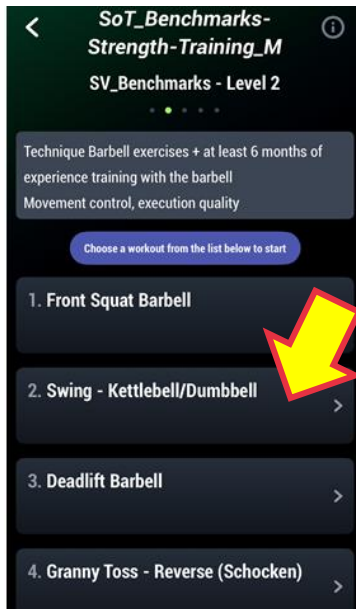 SoT_Benchmarks-
Strength-Training_M
SV_Benchmarks - Level 2
Technique Barbell exercises + at least 6 months of
experience training with the barbell
Movement control, execution quality
Choose a workout from the list below to start
1. Front Squat Barbell
2. Swing - Kettlebell/Dumbbell
3. Deadlift Barbell
4. Granny Toss - Reverse (Schocken)